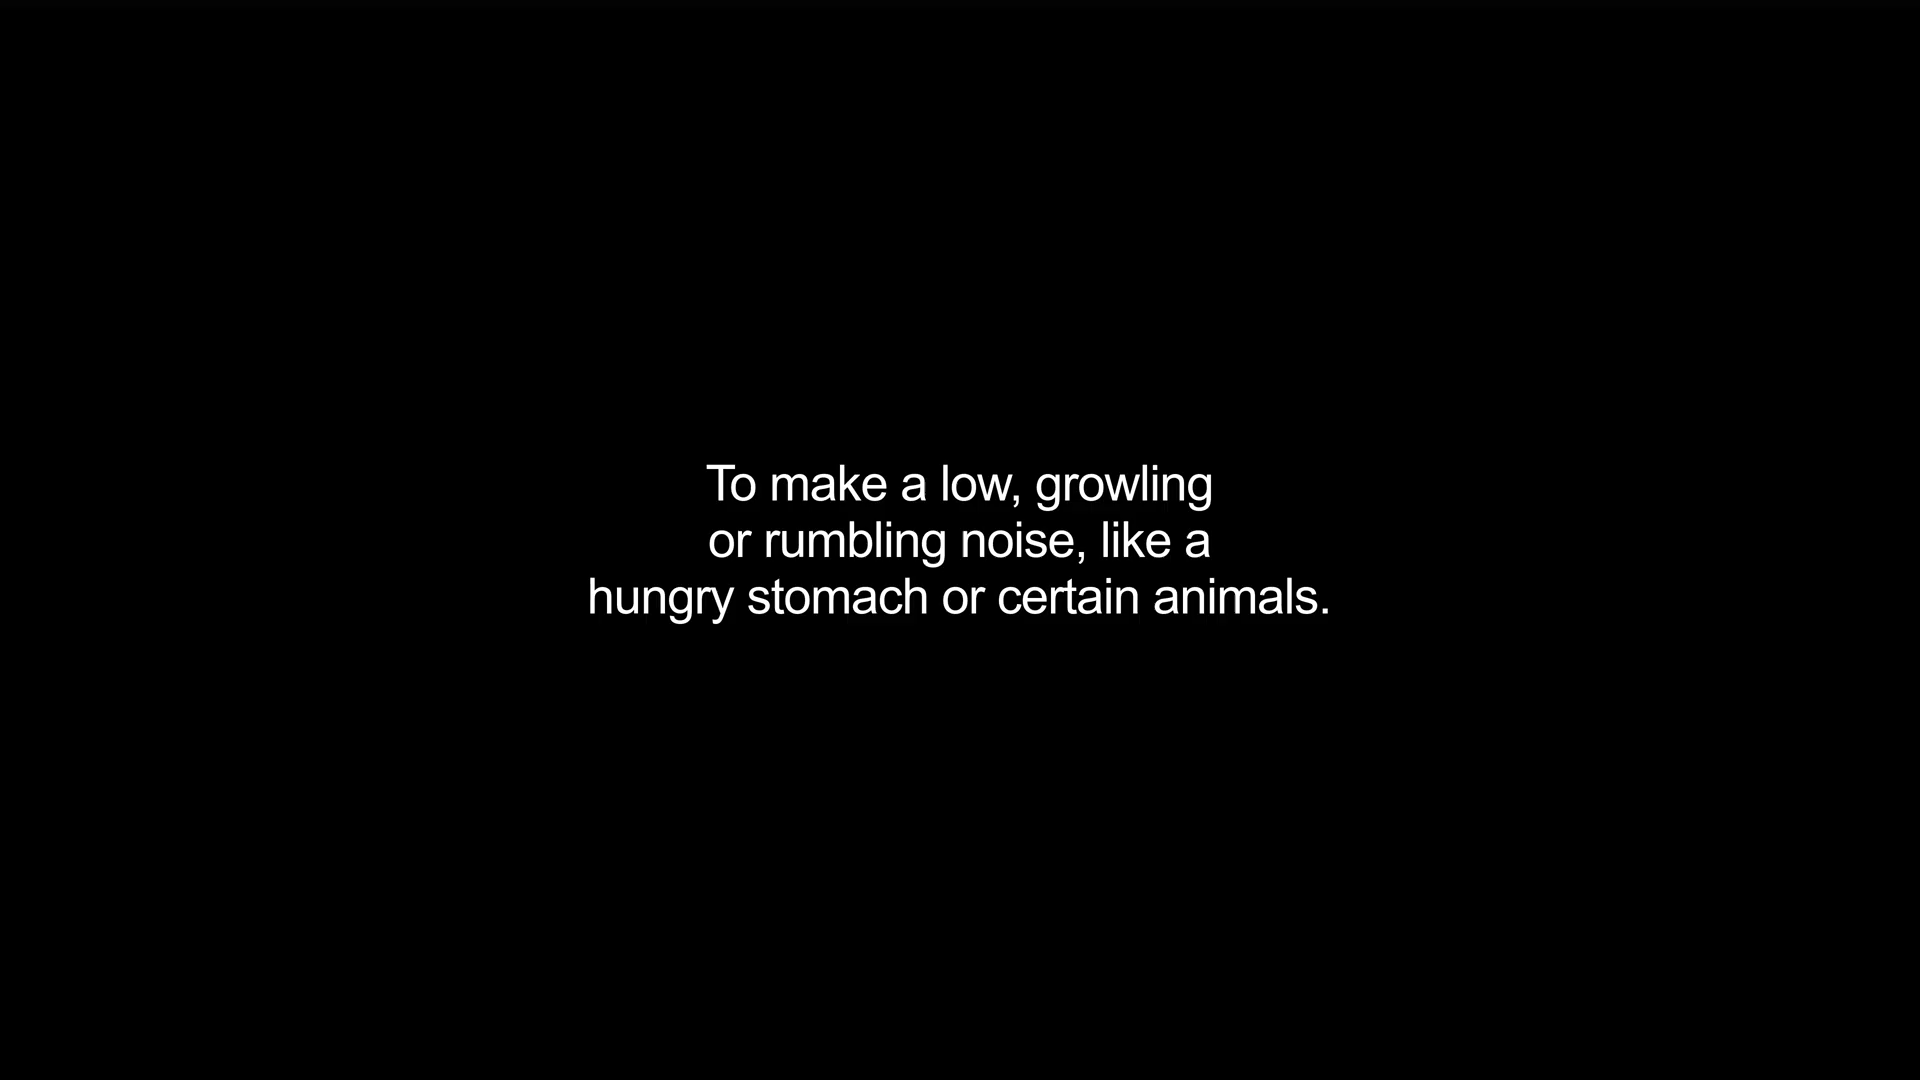 To make a low, growling
or rumbling noise, like a
hungry stomach or certain animals.